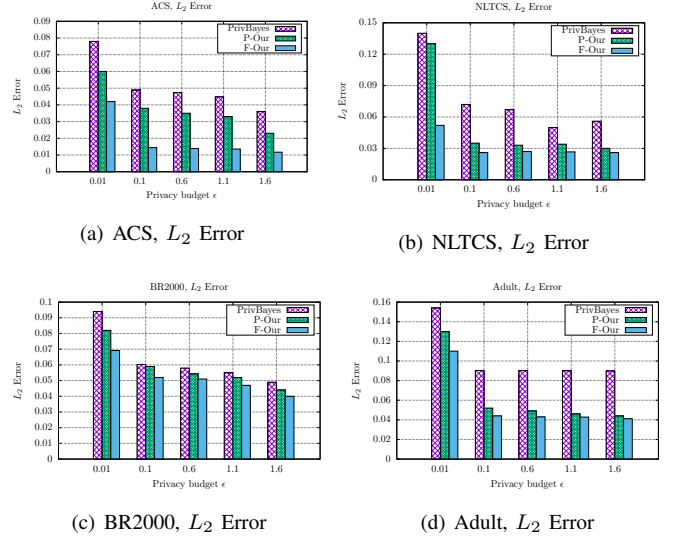 ACS, L2 Error
PrivBayes
P-Our
F-Our
L2 Error
0.09
0.08
0.07
0.06
0.05
0.04
0.03
0.02
0.01
0
0.01 0.1 0.6 1.1 1.6
Privacy budget ϵ
(a) ACS, L2 Error
NLTCS, L2 Error
PrivBayes
P-Our
F-Our
L2 Error
0.15
0.12
0.09
0.06
0.03
0
0.01 0.1 0.6 1.1 1.6
Privacy budget ϵ
(b) NLTCS, L2 Error
BR2000, L2 Error
PrivBayes
P-Our
F-Our
L2 Error
0.1
0.09
0.08
0.07
0.06
0.05
0.04
0.03
0.02
0.01
0
0.01 0.1 0.6 1.1 1.6
Privacy budget ϵ
(c) BR2000, L2 Error
Adult, L2 Error
PrivBayes
P-Our
F-Our
L2 Error
0.16
0.14
0.12
0.1
0.08
0.06
0.04
0.02
0
0.01 0.1 0.6 1.1 1.6
Privacy budget ϵ
(d) Adult, L2 Error